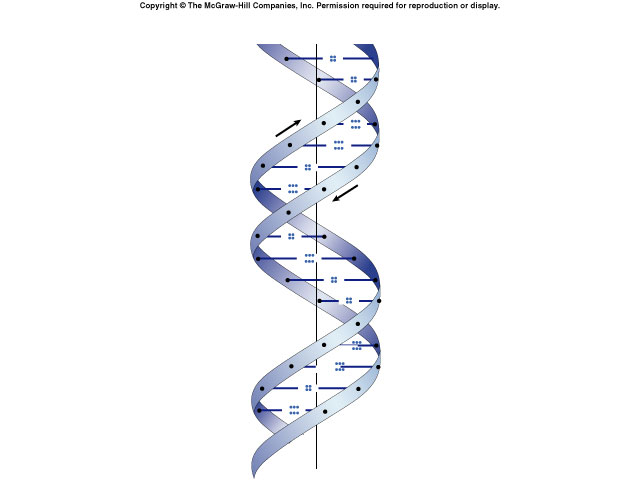 Copyright © The McGraw-Hill Companies, Inc. Permission required for reproduction or display.